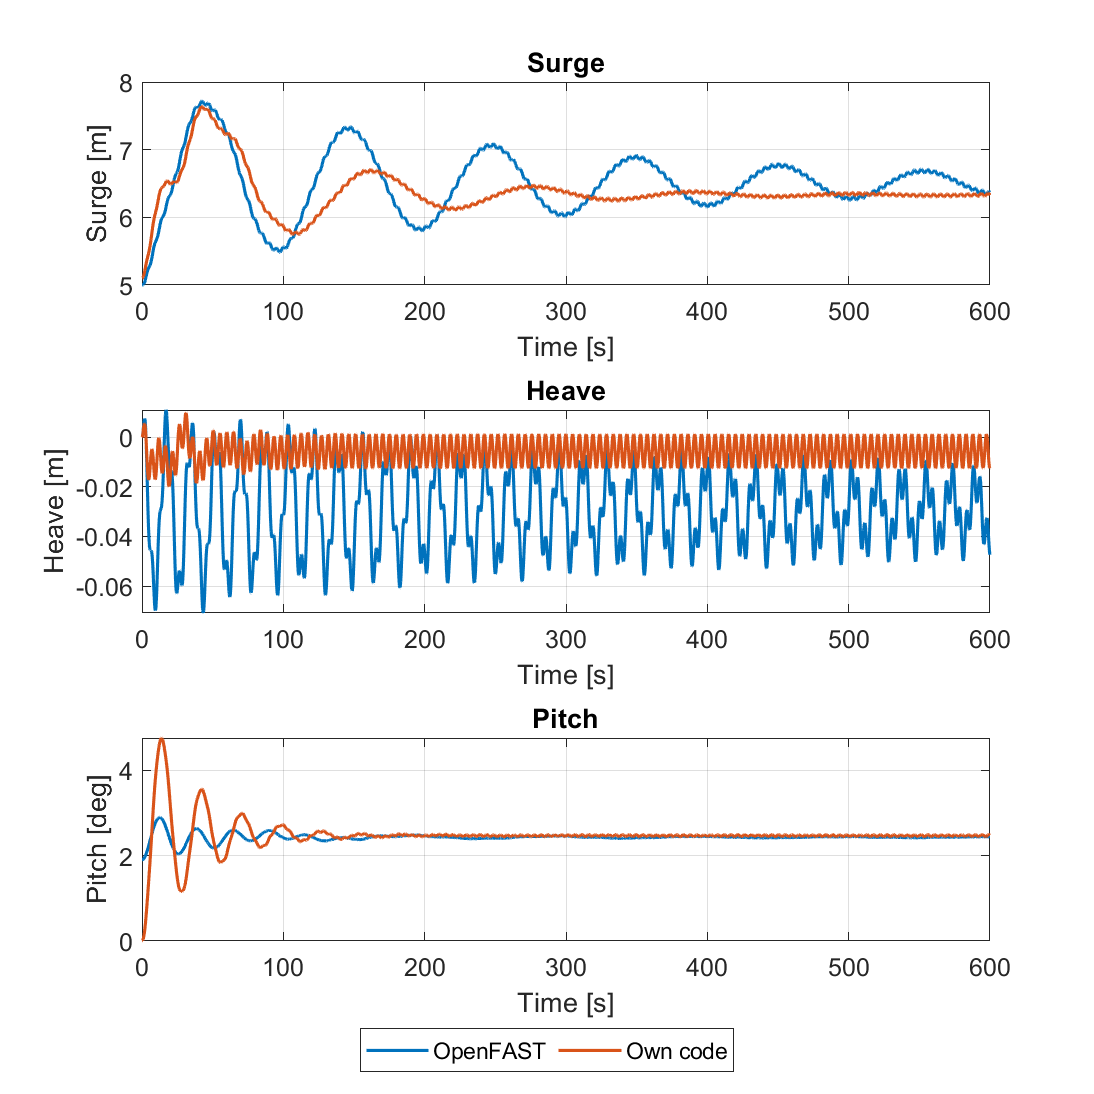 Surge
Surge [m]
8
7
6
5
0 100 200 300 400 500 600
Time [s]
Heave
Heave [m]
0
-0.02
-0.04
-0.06
0 100 200 300 400 500 600
Time [s]
Pitch
Pitch [deg]
4
2
0
0 100 200 300 400 500 600
Time [s]
OpenFAST Own code